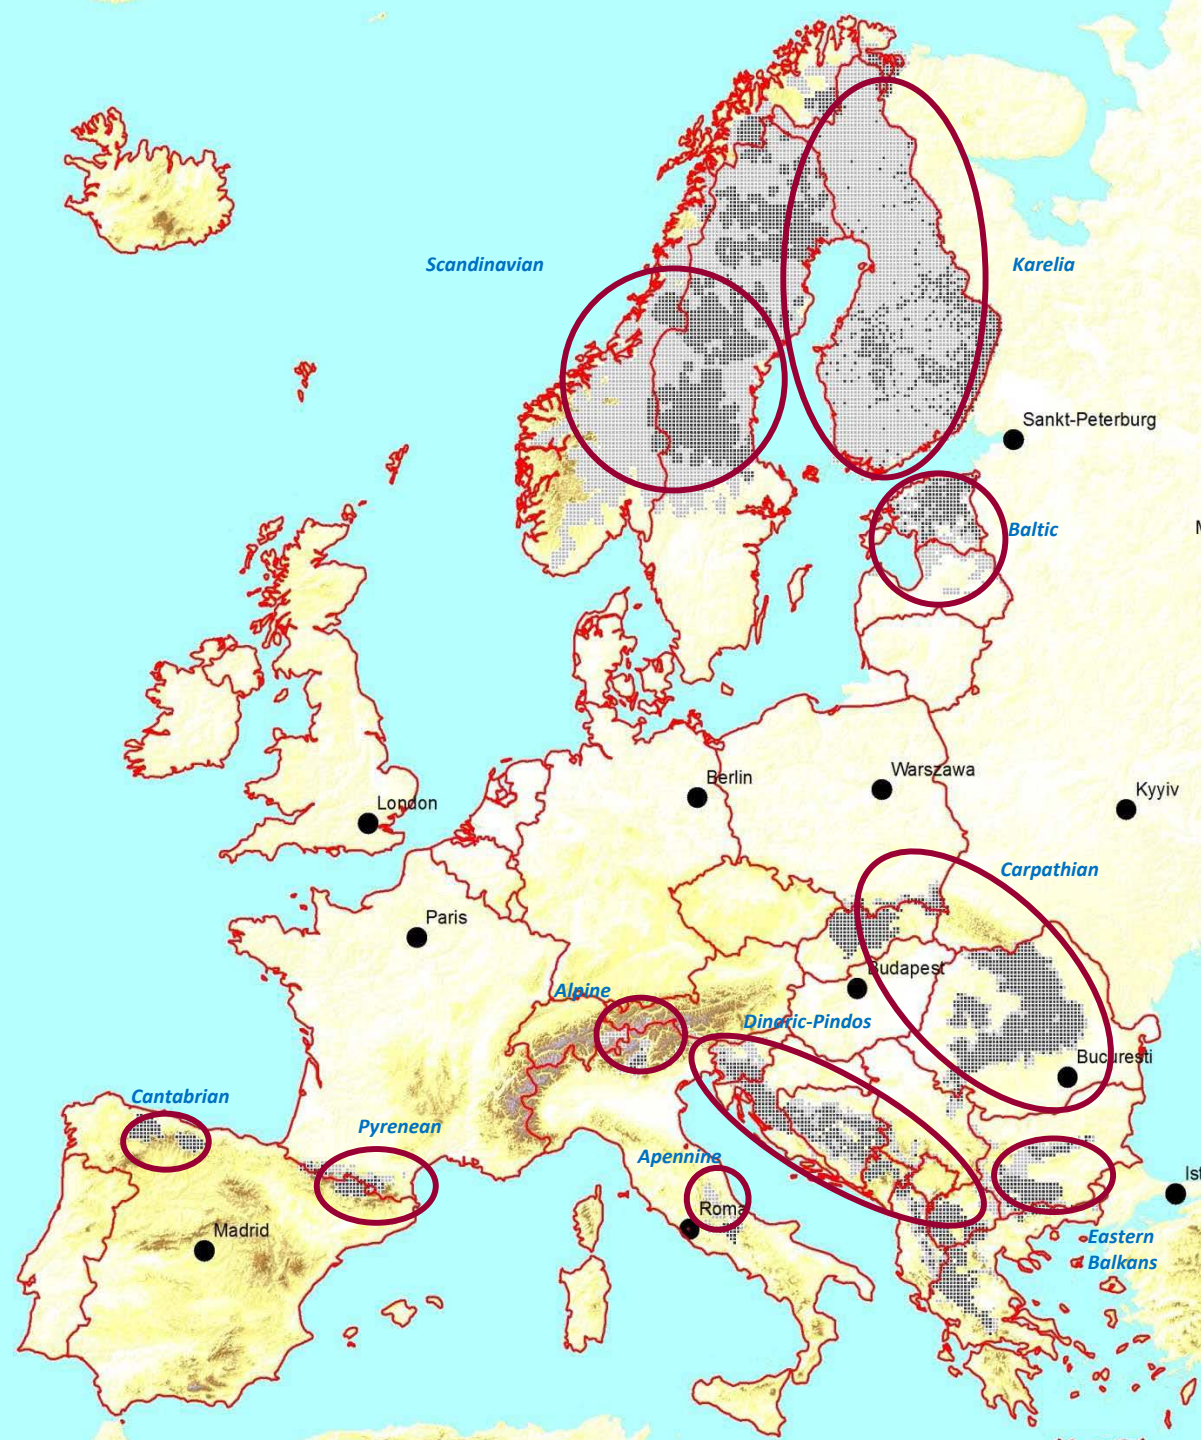 Scandinavian
Karelia
Sankt-Peterburg
Baltic
M
Berlin
Warszawa
London
Kyyiv
Carpathian
Paris
Budapest
Alpine
Dinaric-Pindos
Bucuresti
Cantabrian
Pyrenean
Apennine
Ist
Roma
Madrid
Eastern
Balkans